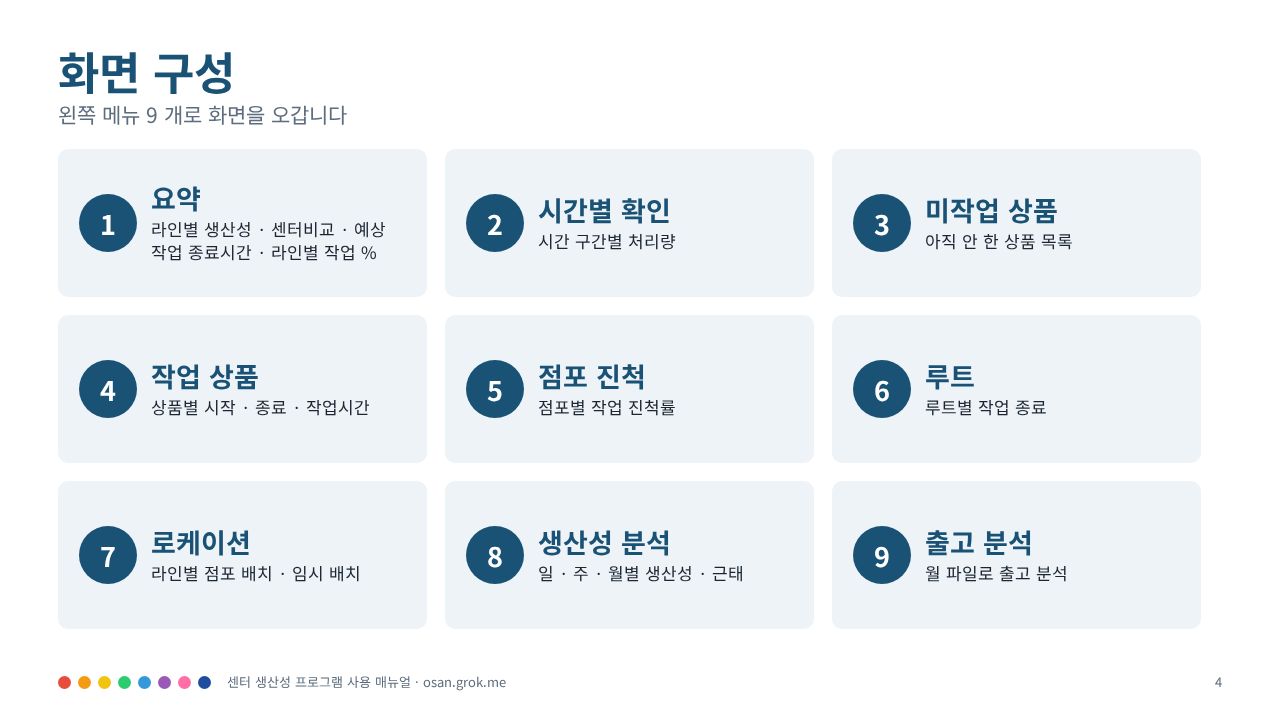 화면 구성
왼쪽 메뉴 9 개로 화면을 오갑니다
1
요약
라인별 생산성 · 센터비교 · 예상
작업 종료시간 · 라인별 작업 %
2
시간별 확인
시간 구간별 처리량
3
미작업 상품
아직 안 한 상품 목록
4
작업 상품
상품별 시작 · 종료 · 작업시간
5
점포 진척
점포별 작업 진척률
6
루트
루트별 작업 종료
7
로케이션
라인별 점포 배치 · 임시 배치
8
생산성 분석
일 · 주 · 월별 생산성 · 근태
9
출고 분석
월 파일로 출고 분석
센터 생산성 프로그램 사용 매뉴얼 · osan.grok.me
4